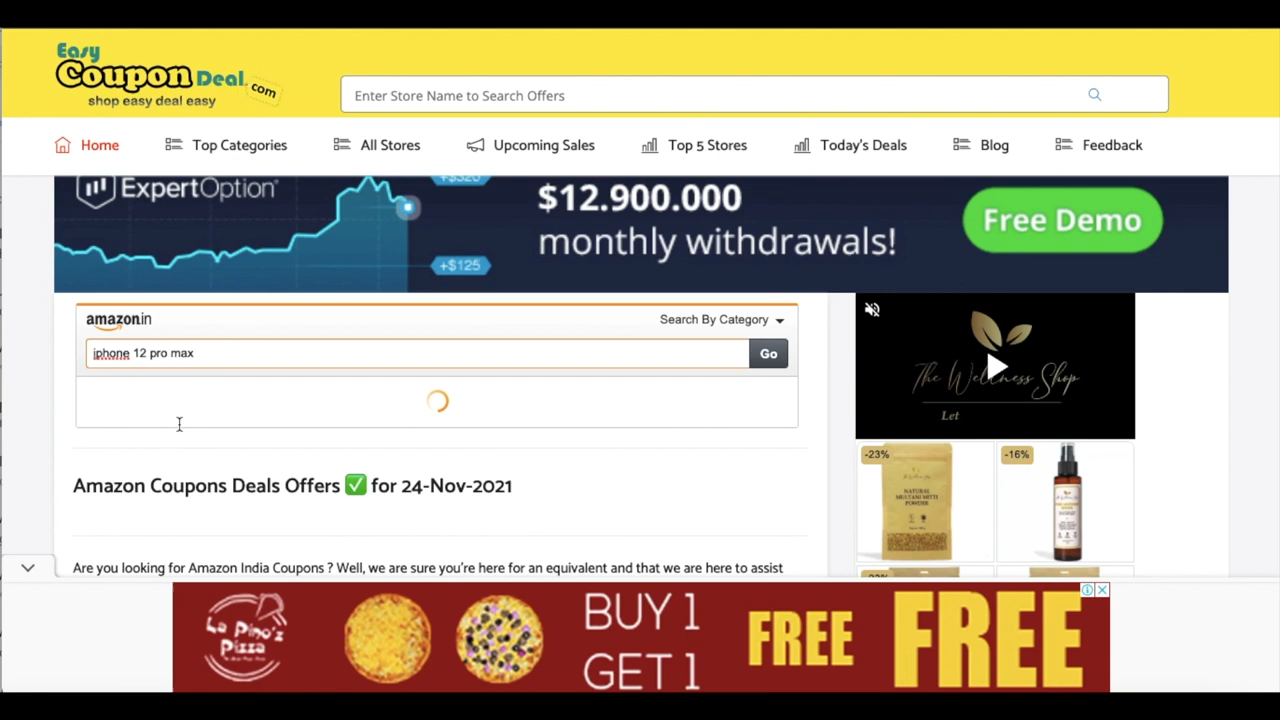 Easy
Coupon Deal.com
shop easy deal easy
Enter Store Name to Search Offers
Home Top Categories All Stores Upcoming Sales Top 5 Stores Today's Deals Blog Feedback
ExpertOption
+$320
$12.900.000
monthly withdrawals!
Free Demo
+$125
amazon.in
Search By Category
iphone 12 pro max
Go
The Wellness Shop
Let
-23%
-16%
NATURAL
MULTANI MITTI
POWDER
Amazon Coupons Deals Offers ✅ for 24-Nov-2021
Are you looking for Amazon India Coupons ? Well, we are sure you're here for an equivalent and that we are here to assist
La Pino'z
Pizza
BUY 1
GET 1
FREE
FREE